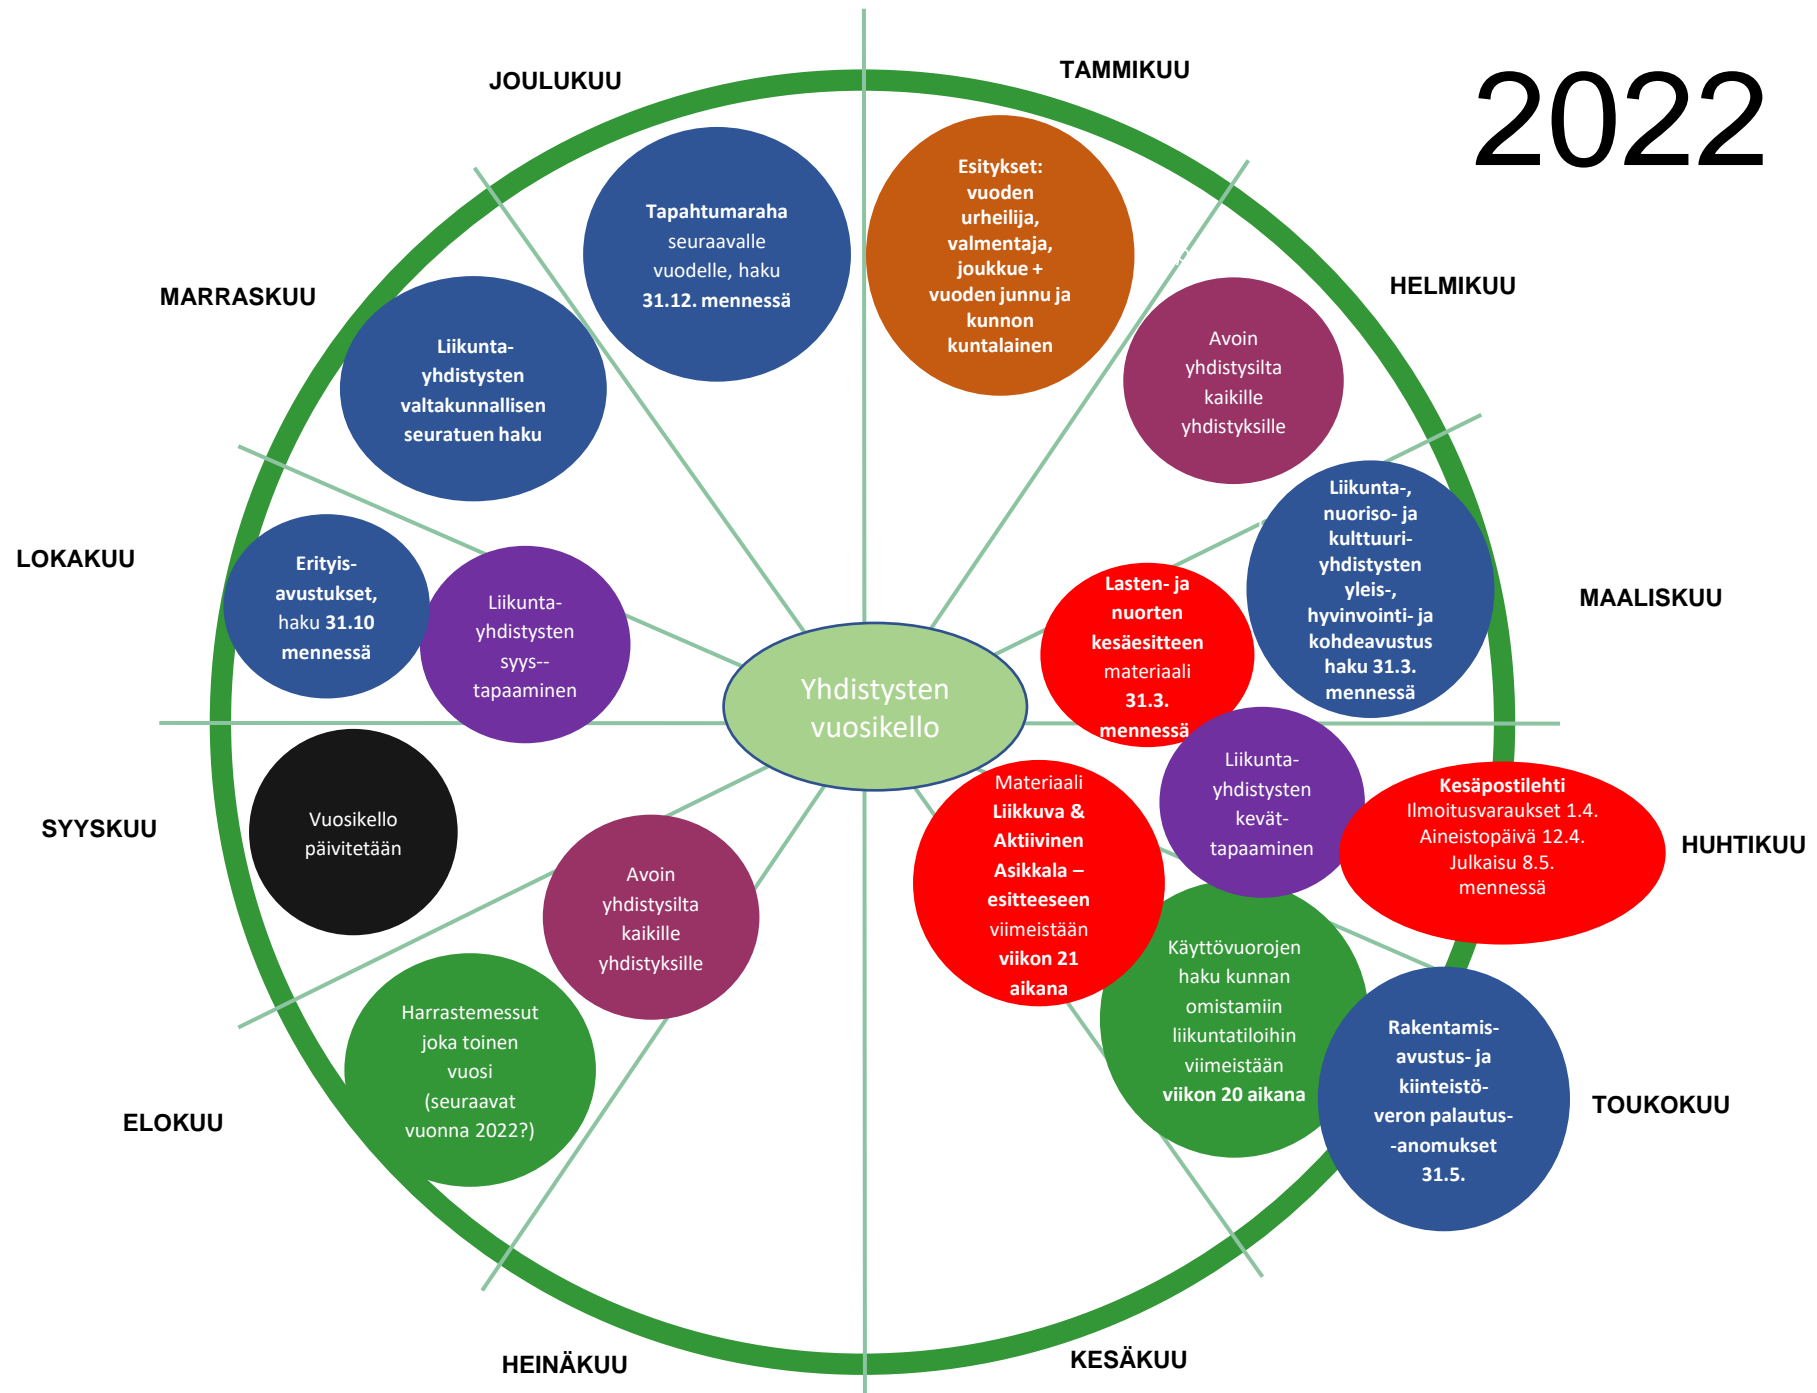 2022
TAMMIKUU
Esitykset:
vuoden
urheilija,
valmentaja,
joukkue +
vuoden junnu ja
kunnon
kuntalainen
HELMIKUU
Avoin
yhdistysilta
kaikille
yhdistyksille
MAALISKUU
Liikunta-,
nuoriso- ja
kulttuuri-
yhdistysten
yleis-,
hyvinvointi- ja
kohdeavustus
haku 31.3.
mennessä
Lasten- ja
nuorten
kesäesitteen
materiaali
31.3.
mennessä
HUHTIKUU
Liikunta-
yhdistysten
kevät-
tapaaminen
Kesäpostilehti
Ilmoitusvaraukset 1.4.
Aineistopäivä 12.4.
Julkaisu 8.5.
mennessä
TOUKOKUU
Materiaali
Liikkuva &
Aktiivinen
Asikkala –
esitteeseen
viimeistään
viikon 21
aikana
Käyttövuorojen
haku kunnan
omistamiin
liikuntatiloihin
viimeistään
viikon 20 aikana
Rakentamis-
avustus- ja
kiinteistö-
veron palautus-
-anomukset
31.5.
KESÄKUU
HEINÄKUU
ELOKUU
Avoin
yhdistysilta
kaikille
yhdistyksille
Harrastemessut
joka toinen
vuosi
(seuraavat
vuonna 2022?)
SYYSKUU
Vuosikello
päivitetään
LOKAKUU
Erityis-
avustukset,
haku 31.10
mennessä
Liikunta-
yhdistysten
syys--
tapaaminen
MARRASKUU
Liikunta-
yhdistysten
valtakunnallisen
seuratuen haku
JOULUKUU
Tapahtumaraha
seuraavalle
vuodelle, haku
31.12. mennessä
Yhdistysten
vuosikello